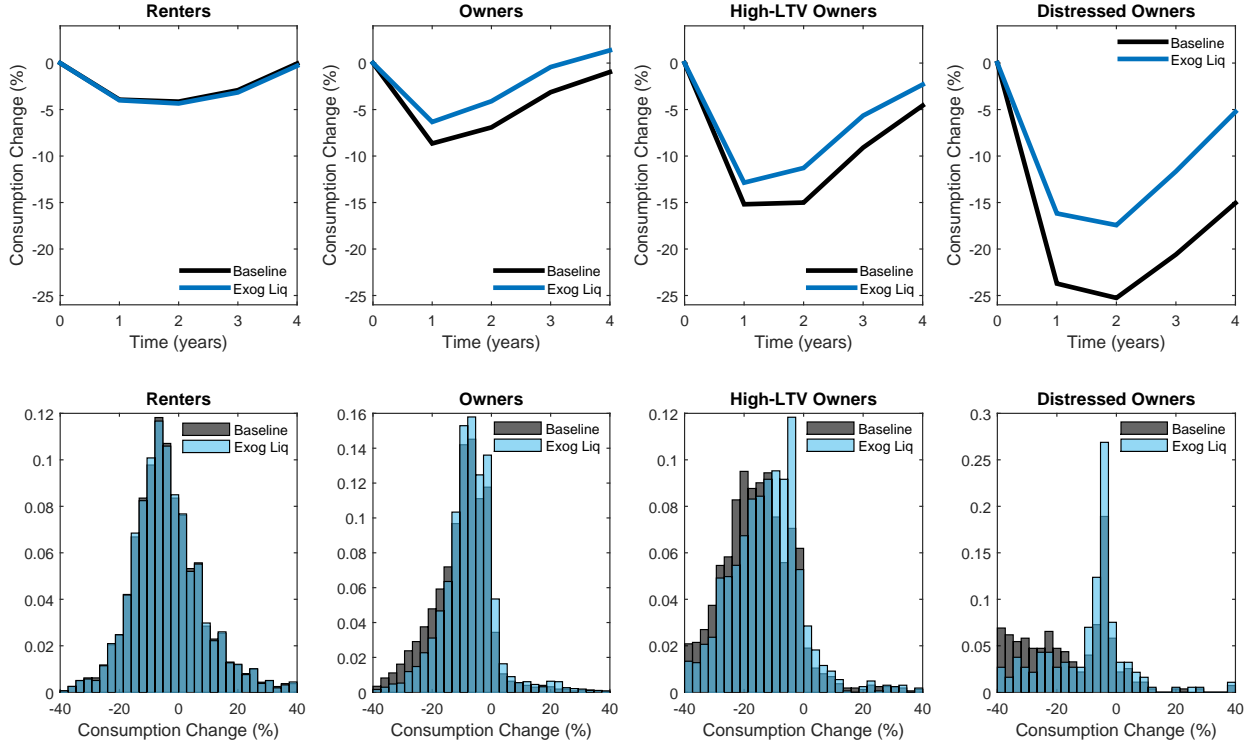 Renters
Owners
High-LTV Owners
Distressed Owners
Consumption Change (%)
0
-5
-10
-15
-20
-25
Baseline
Exog Liq
0 1 2 3 4
Time (years)
Consumption Change (%)
0
-5
-10
-15
-20
-25
Baseline
Exog Liq
0 1 2 3 4
Time (years)
Consumption Change (%)
0
-5
-10
-15
-20
-25
Baseline
Exog Liq
0 1 2 3 4
Time (years)
Consumption Change (%)
0
-5
-10
-15
-20
-25
Baseline
Exog Liq
0 1 2 3 4
Time (years)
Renters
0.12
0.1
0.08
0.06
0.04
0.02
0
Baseline
Exog Liq
-40 -20 0 20 40
Consumption Change (%)
Owners
0.16
0.14
0.12
0.1
0.08
0.06
0.04
0.02
0
Baseline
Exog Liq
-40 -20 0 20 40
Consumption Change (%)
High-LTV Owners
0.12
0.1
0.08
0.06
0.04
0.02
0
Baseline
Exog Liq
-40 -20 0 20 40
Consumption Change (%)
Distressed Owners
0.3
0.25
0.2
0.15
0.1
0.05
0
Baseline
Exog Liq
-40 -20 0 20 40
Consumption Change (%)